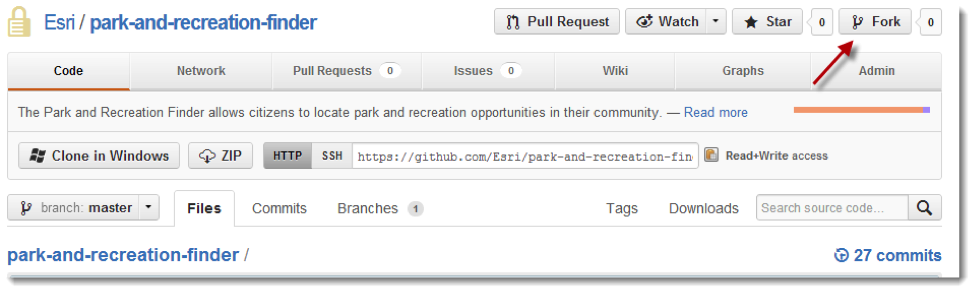 Esri / park-and-recreation-finder Pull Request Watch Star 0 Fork 0
Code Network Pull Requests 0 Issues 0 Wiki Graphs Admin
The Park and Recreation Finder allows citizens to locate park and recreation opportunities in their community. — Read more
Clone in Windows ZIP HTTP SSH https://github.com/Esri/park-and-recreation-fin Read+Write access
branch: master Files Commits Branches 1 Tags Downloads Search source code...
park-and-recreation-finder / 27 commits